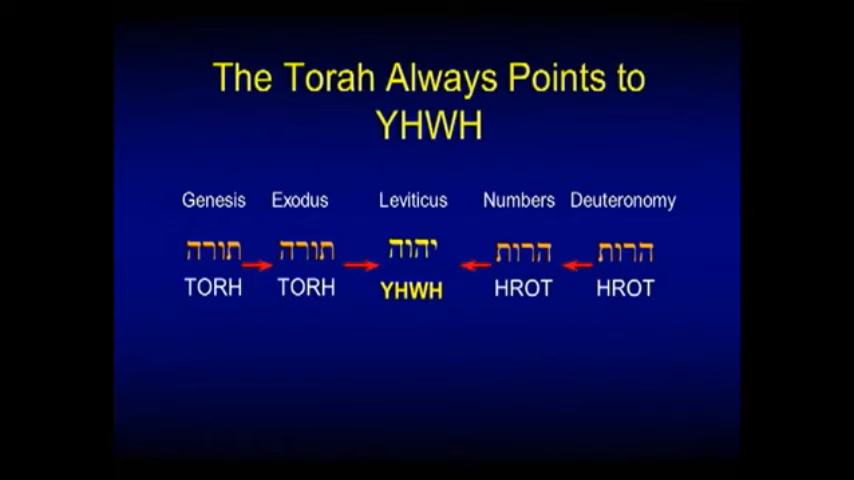 The Torah Always Points to
YHWH
Genesis Exodus Leviticus Numbers Deuteronomy
תורה תורה יהוה הרות הרות
TORH TORH YHWH HROT HROT